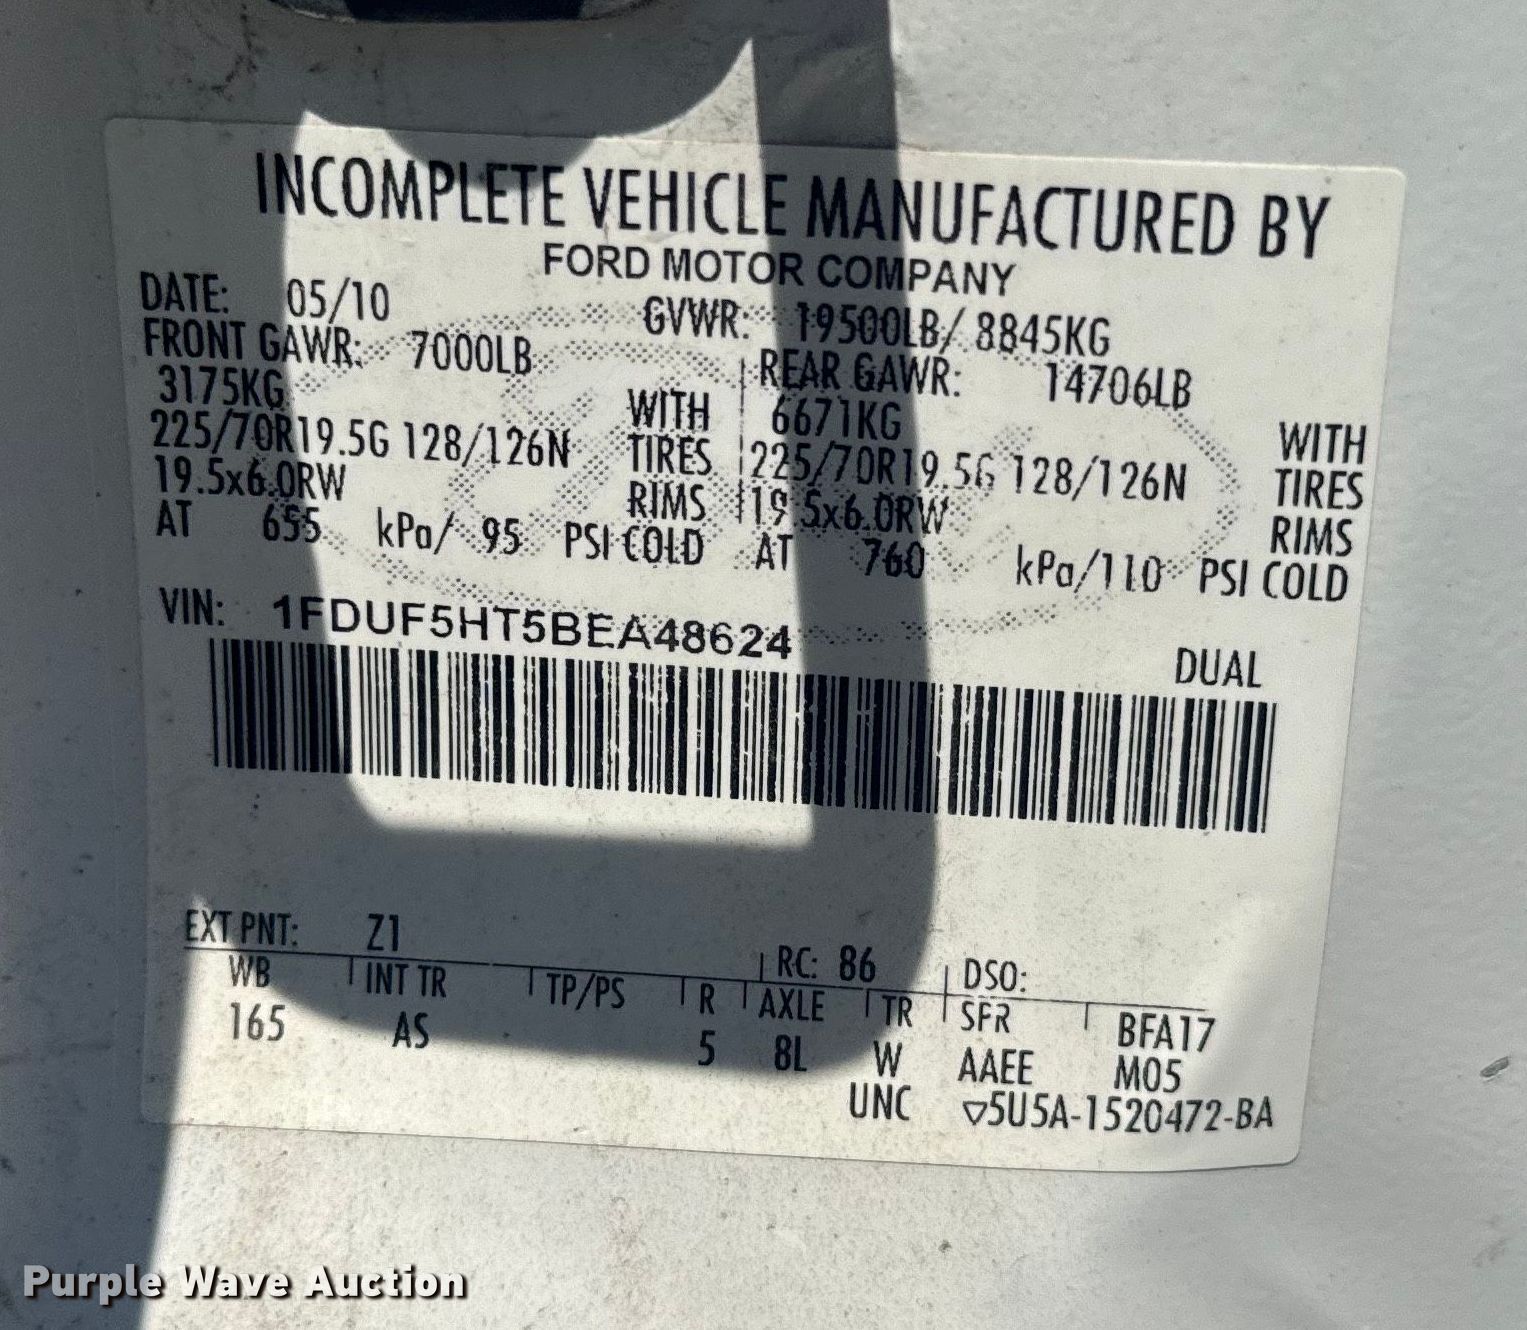 INCOMPLETE VEHICLE MANUFACTURED BY
FORD MOTOR COMPANY
DATE: 05/10 GVWR: 19500LB/ 8845KG
FRONT GAWR: 7000LB REAR GAWR: 14706LB
3175KG WITH 6671KG WITH
225/70R19.5G 128/126N TIRES 225/70R19.5G 128/126N TIRES
19.5x6.0RW RIMS 19.5x6.0RW RIMS
AT 655 kPa/ 95 PSI COLD AT 760 kPa/110 PSI COLD
VIN: 1FDUF5HT5BEA48624
DUAL
EXT PNT: Z1 RC: 86 DSO:
WB INT TR TP/PS R AXLE TR SFR BFA17
165 AS 5 8L W AAEE M05
UNC ▽5U5A-1520472-BA
Purple Wave Auction